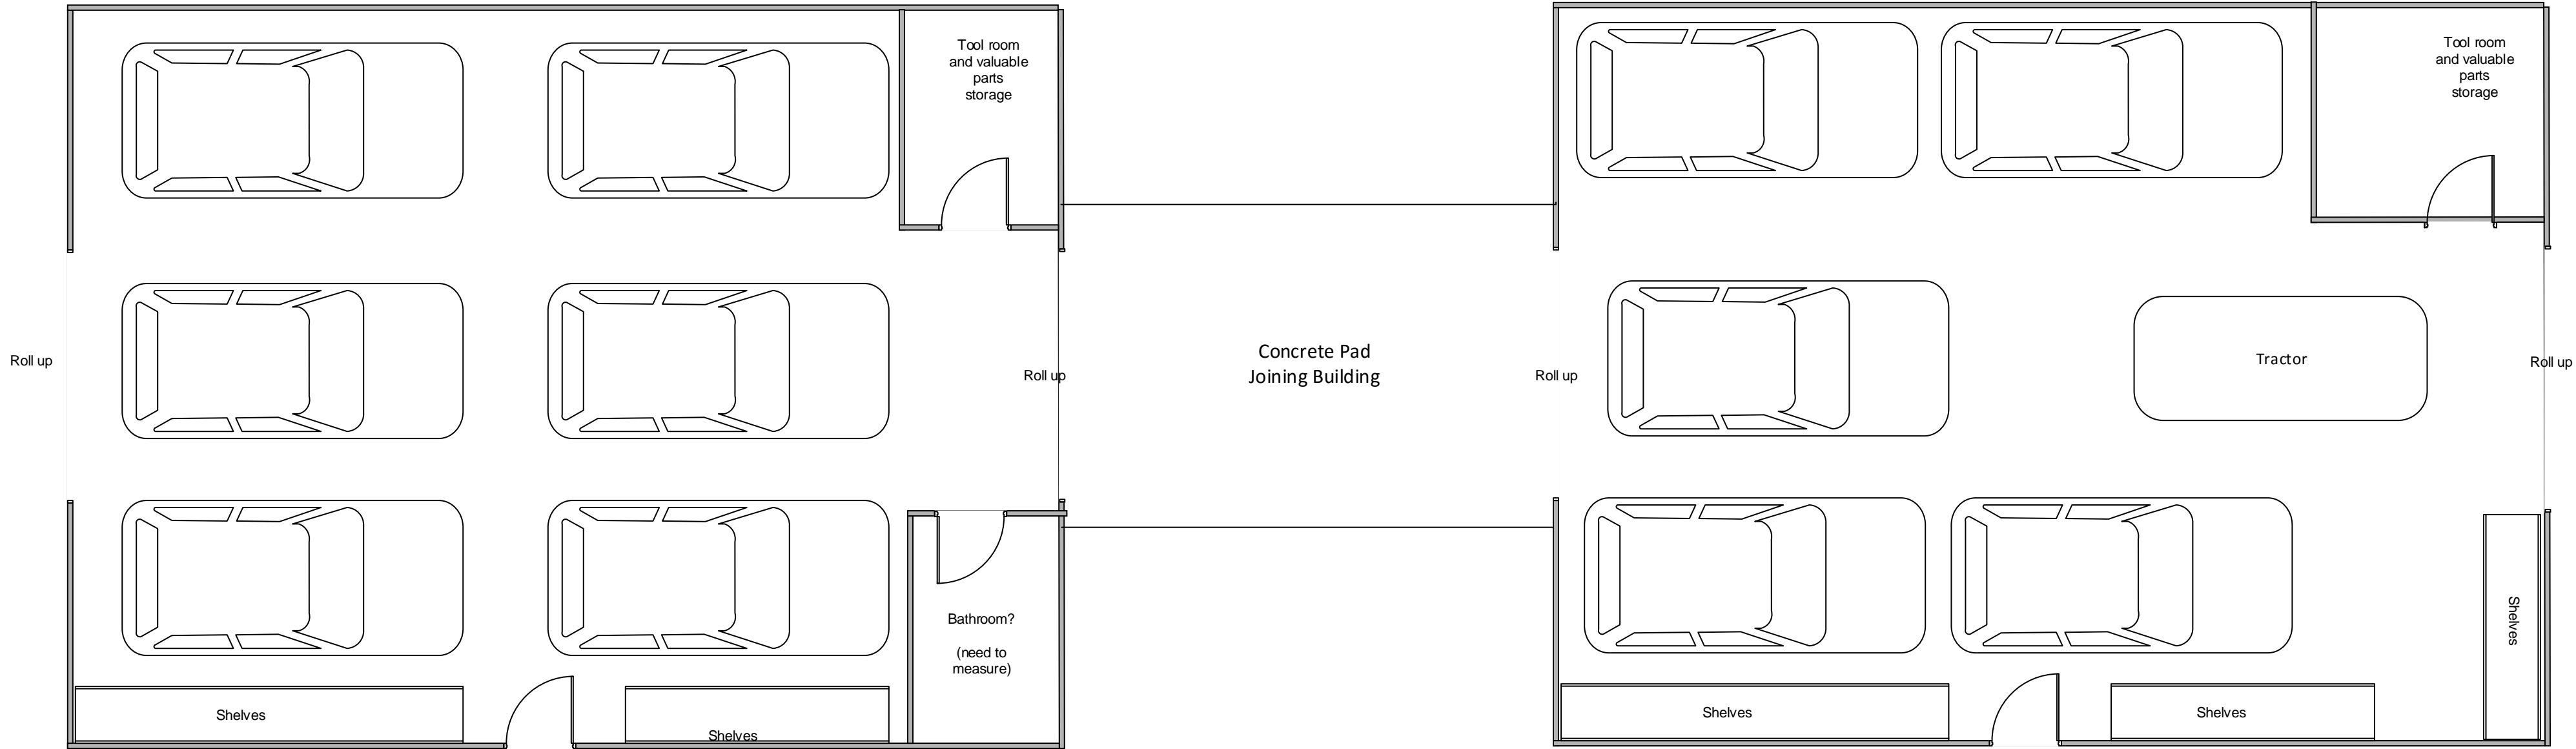 Tool room
and valuable
parts
storage
Tool room
and valuable
parts
storage
Roll up
Roll up
Concrete Pad
Joining Building
Roll up
Tractor
Roll up
Bathroom?
(need to
measure)
Shelves
Shelves
Shelves
Shelves
Shelves